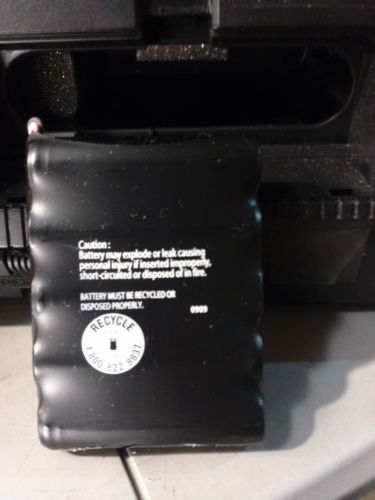 Caution :
Battery may explode or leak causing
personal injury if inserted improperly,
short-circuited or disposed of in fire.
BATTERY MUST BE RECYCLED OR
DISPOSED PROPERLY.
0909
RECYCLE
1.800.822.8837